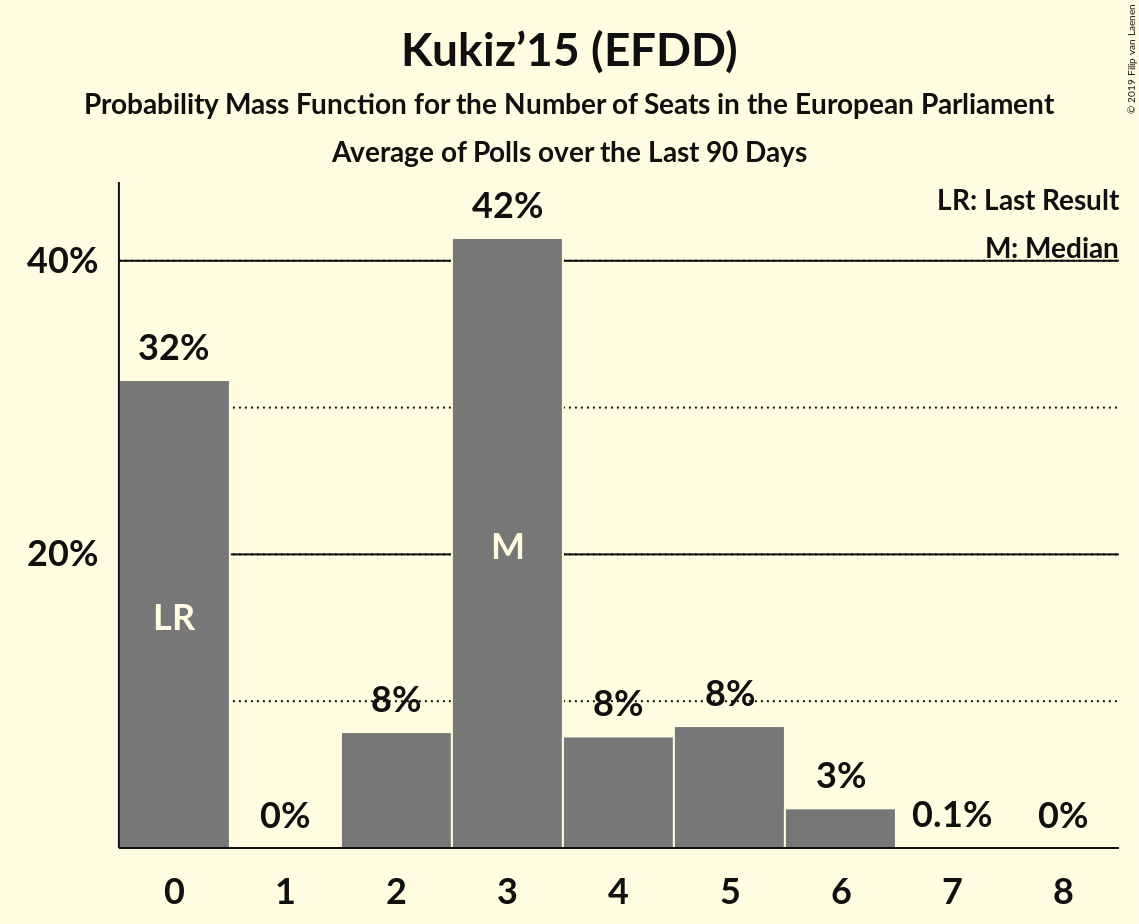 Kukiz’15 (EFDD)
Probability Mass Function for the Number of Seats in the European Parliament
Average of Polls over the Last 90 Days
© 2019 Filip van Laenen
LR: Last Result
M: Median
42%
40%
32%
M
20%
LR
8%
8%
8%
3%
0%
0.1%
0%
0 1 2 3 4 5 6 7 8